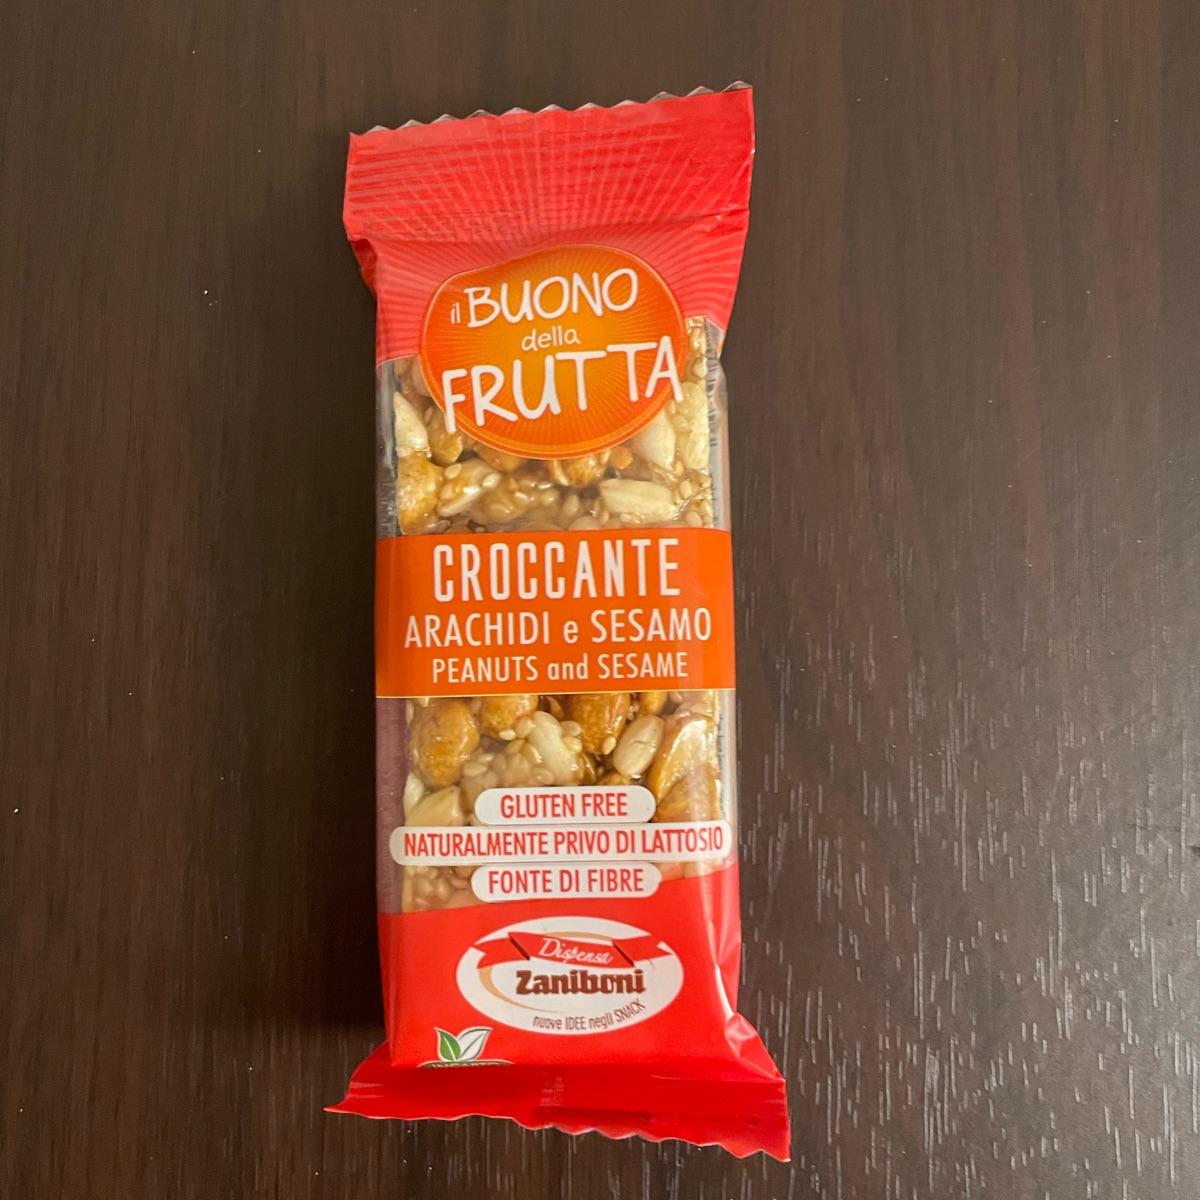 il BUONO
della
FRUTTA
CROCCANTE
ARACHIDI e SESAMO
PEANUTS and SESAME
GLUTEN FREE
NATURALMENTE PRIVO DI LATTOSIO
FONTE DI FIBRE
Dispensa
Zaniboni
nuove IDEE negli SNACK